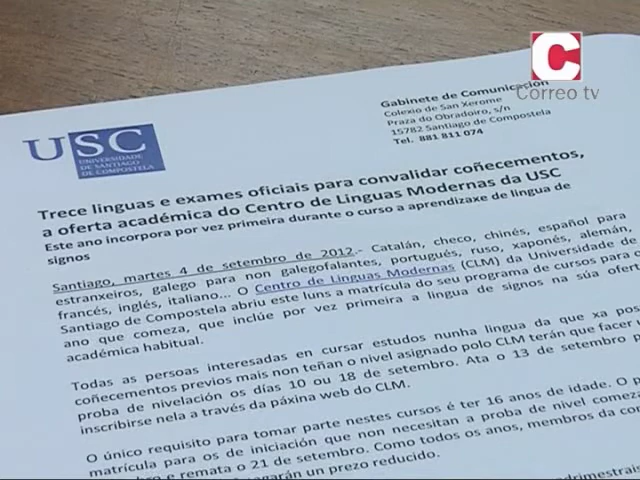 C
Correo tv
USC
UNIVERSIDADE
DE SANTIAGO
DE COMPOSTELA
Gabinete de Comunicación
Colexio de San Xerome
Praza do Obradoiro, s/n
15782 Santiago de Compostela
Tel. 881 811 074
Trece linguas e exames oficiais para convalidar coñecementos,
a oferta académica do Centro de Linguas Modernas da USC
Este ano incorpora por vez primeira durante o curso a aprendizaxe de lingua de
signos
Santiago, martes 4 de setembro de 2012.- Catalán, checo, chinés, español para
estranxeiros, galego para non galegofalantes, portugués, ruso, xaponés, alemán,
francés, inglés, italiano... O Centro de Linguas Modernas (CLM) da Universidade de
Santiago de Compostela abriu este luns a matrícula do seu programa de cursos para o
ano que comeza, que inclúe por vez primeira a lingua de signos na súa
académica habitual.
Todas as persoas interesadas en cursar estudos nunha lingua da que xa
coñecementos previos mais non teñan o nivel asignado polo CLM terán que facer
proba de nivelación os días 10 ou 18 de setembro. Ata o 13 de setembro
inscribirse nela a través da páxina web do CLM.
O único requisito para tomar parte nestes cursos é ter 16 anos de idade. O
matrícula para os de iniciación que non necesitan a proba de nivel
e remata o 21 de setembro. Como todos os anos, membros da
un prezo reducido.